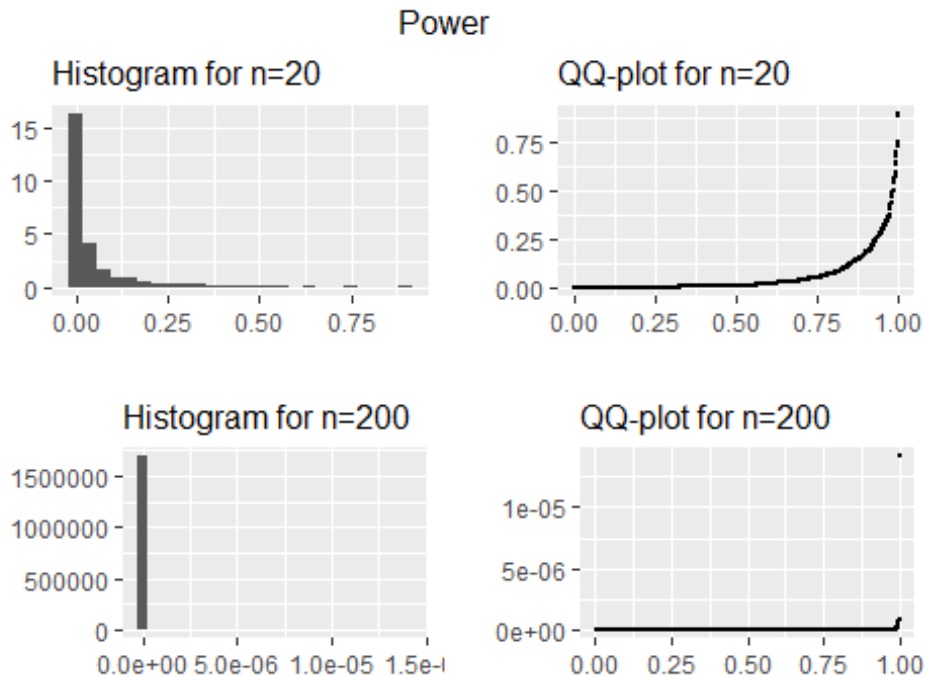 Power
Histogram for n=20
15
10
5
0
0.00 0.25 0.50 0.75
QQ-plot for n=20
0.75
0.50
0.25
0.00
0.00 0.25 0.50 0.75 1.00
Histogram for n=200
1500000
1000000
500000
0
0.0e+00 5.0e-06 1.0e-05 1.5e-
QQ-plot for n=200
1e-05
5e-06
0e+00
0.00 0.25 0.50 0.75 1.00